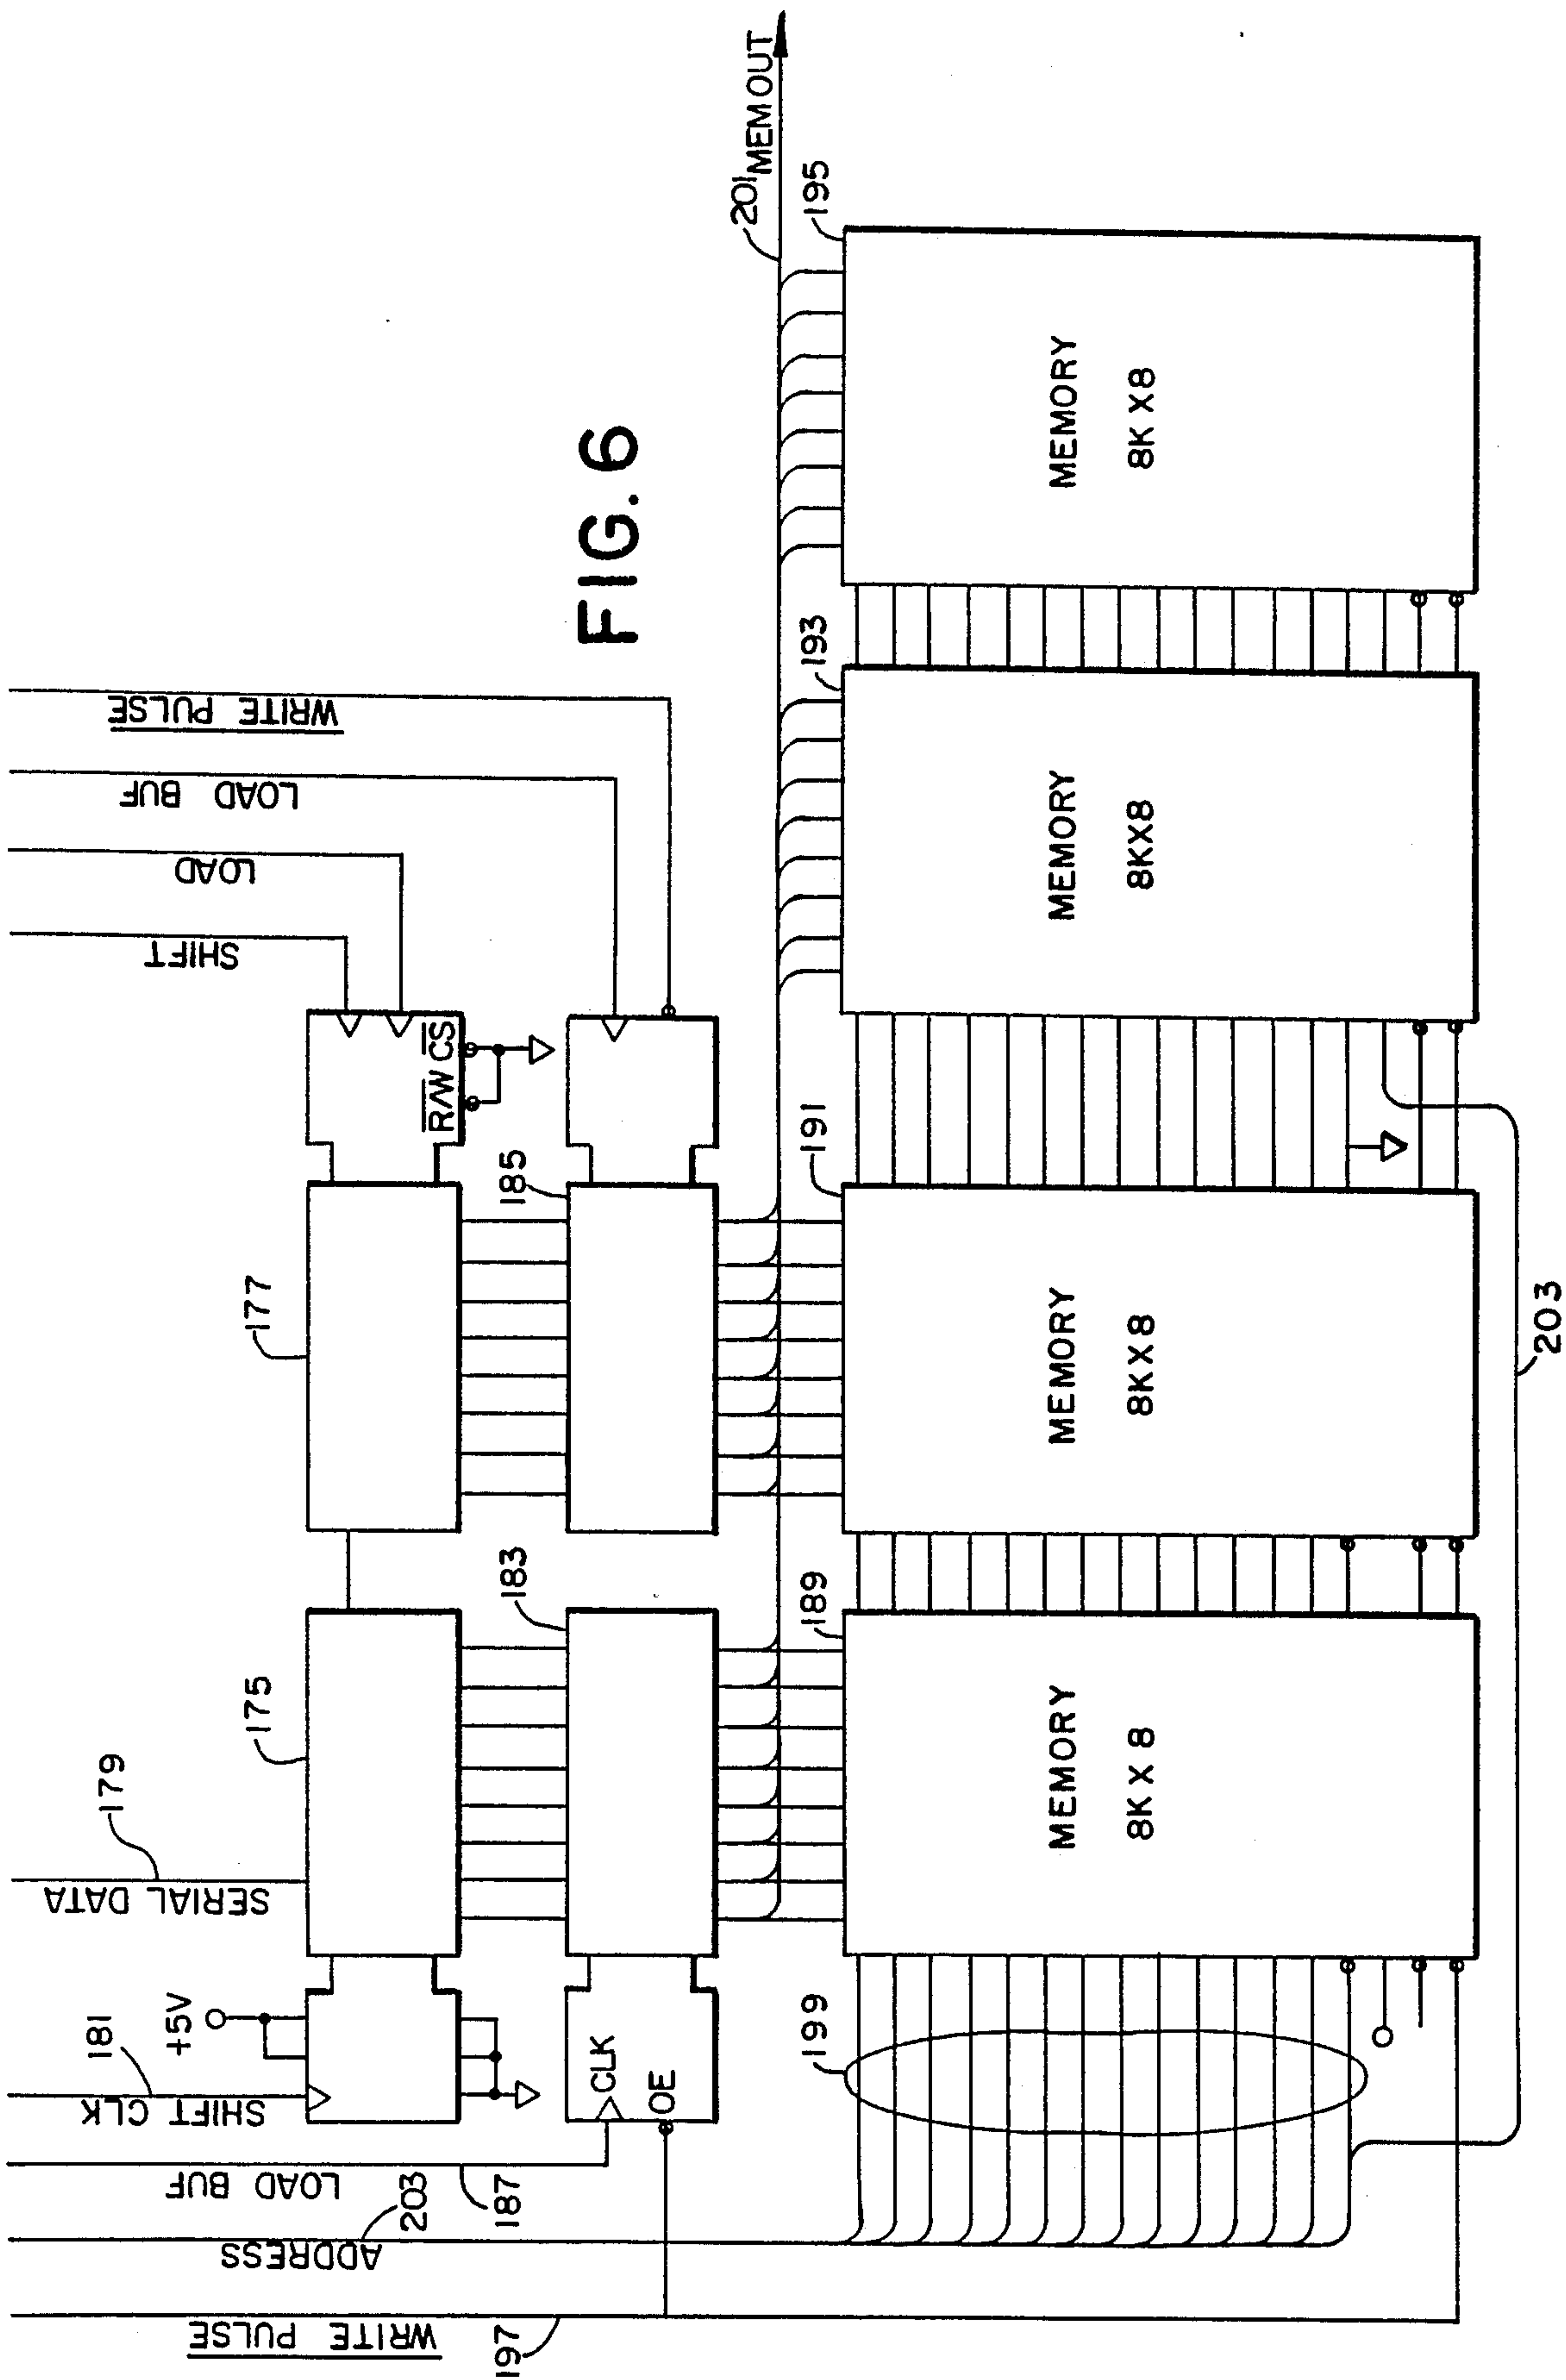 FIG. 6
WRITE PULSE
LOAD BUF
LOAD
SHIFT
SERIAL DATA
SHIFT CLK
LOAD BUF
ADDRESS
WRITE PULSE
179
181
+5V
175
177
R/W CS
187
203
197
CLK
OE
183
185
201 MEM OUT
199
189
191
193
195
MEMORY
8K X 8
MEMORY
8KX8
MEMORY
8KX8
MEMORY
8K X8
203